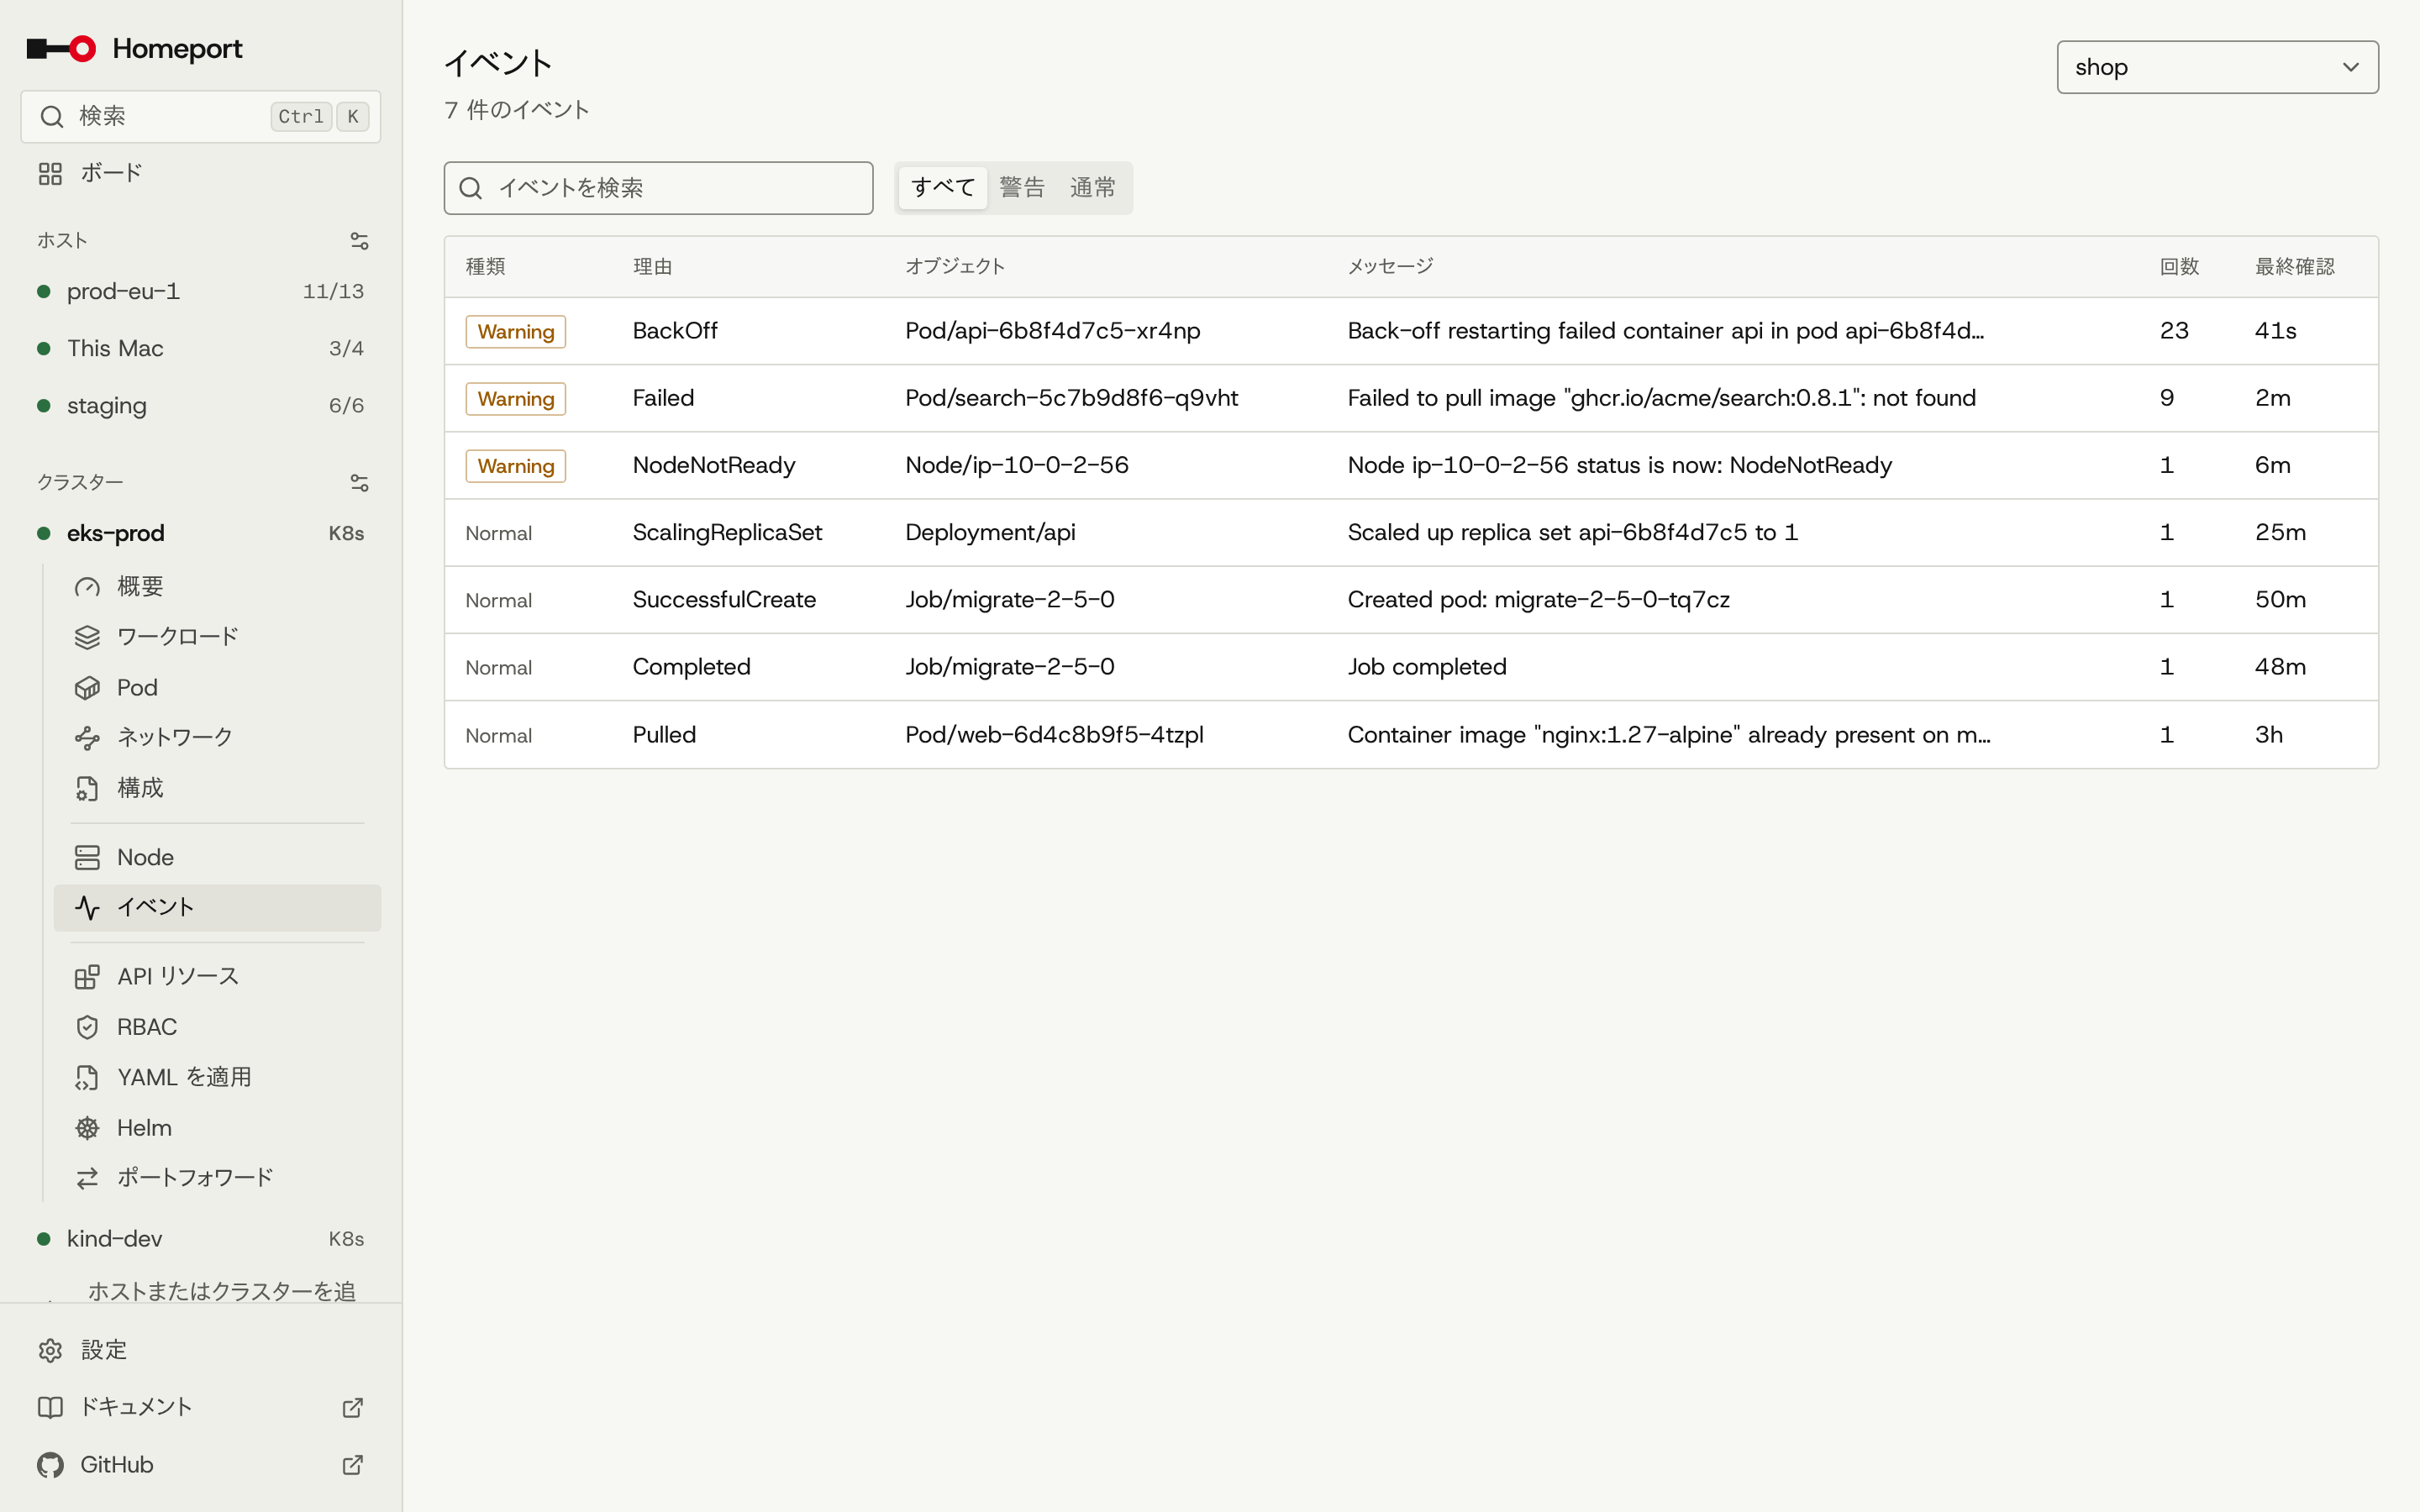 Homeport
検索 Ctrl K
ボード
ホスト
prod-eu-1 11/13
This Mac 3/4
staging 6/6
クラスター
eks-prod K8s
概要
ワークロード
Pod
ネットワーク
構成
Node
イベント
API リソース
RBAC
YAML を適用
Helm
ポートフォワード
kind-dev K8s
ホストまたはクラスターを追
設定
ドキュメント
GitHub
イベント
7 件のイベント
shop
イベントを検索
すべて 警告 通常
種類 理由 オブジェクト メッセージ 回数 最終確認
Warning BackOff Pod/api-6b8f4d7c5-xr4np Back-off restarting failed container api in pod api-6b8f4d... 23 41s
Warning Failed Pod/search-5c7b9d8f6-q9vht Failed to pull image "ghcr.io/acme/search:0.8.1": not found 9 2m
Warning NodeNotReady Node/ip-10-0-2-56 Node ip-10-0-2-56 status is now: NodeNotReady 1 6m
Normal ScalingReplicaSet Deployment/api Scaled up replica set api-6b8f4d7c5 to 1 1 25m
Normal SuccessfulCreate Job/migrate-2-5-0 Created pod: migrate-2-5-0-tq7cz 1 50m
Normal Completed Job/migrate-2-5-0 Job completed 1 48m
Normal Pulled Pod/web-6d4c8b9f5-4tzpl Container image "nginx:1.27-alpine" already present on m... 1 3h